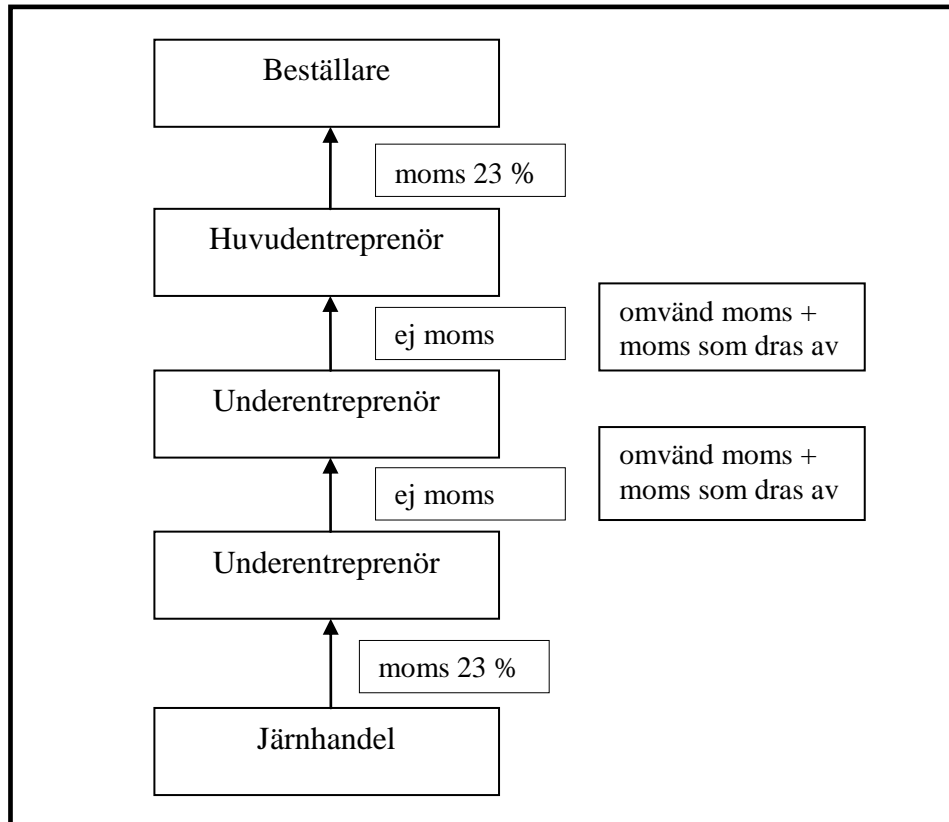 Beställare
moms 23 %
Huvudentreprenör
ej moms
omvänd moms +
moms som dras av
Underentreprenör
ej moms
omvänd moms +
moms som dras av
Underentreprenör
moms 23 %
Järnhandel